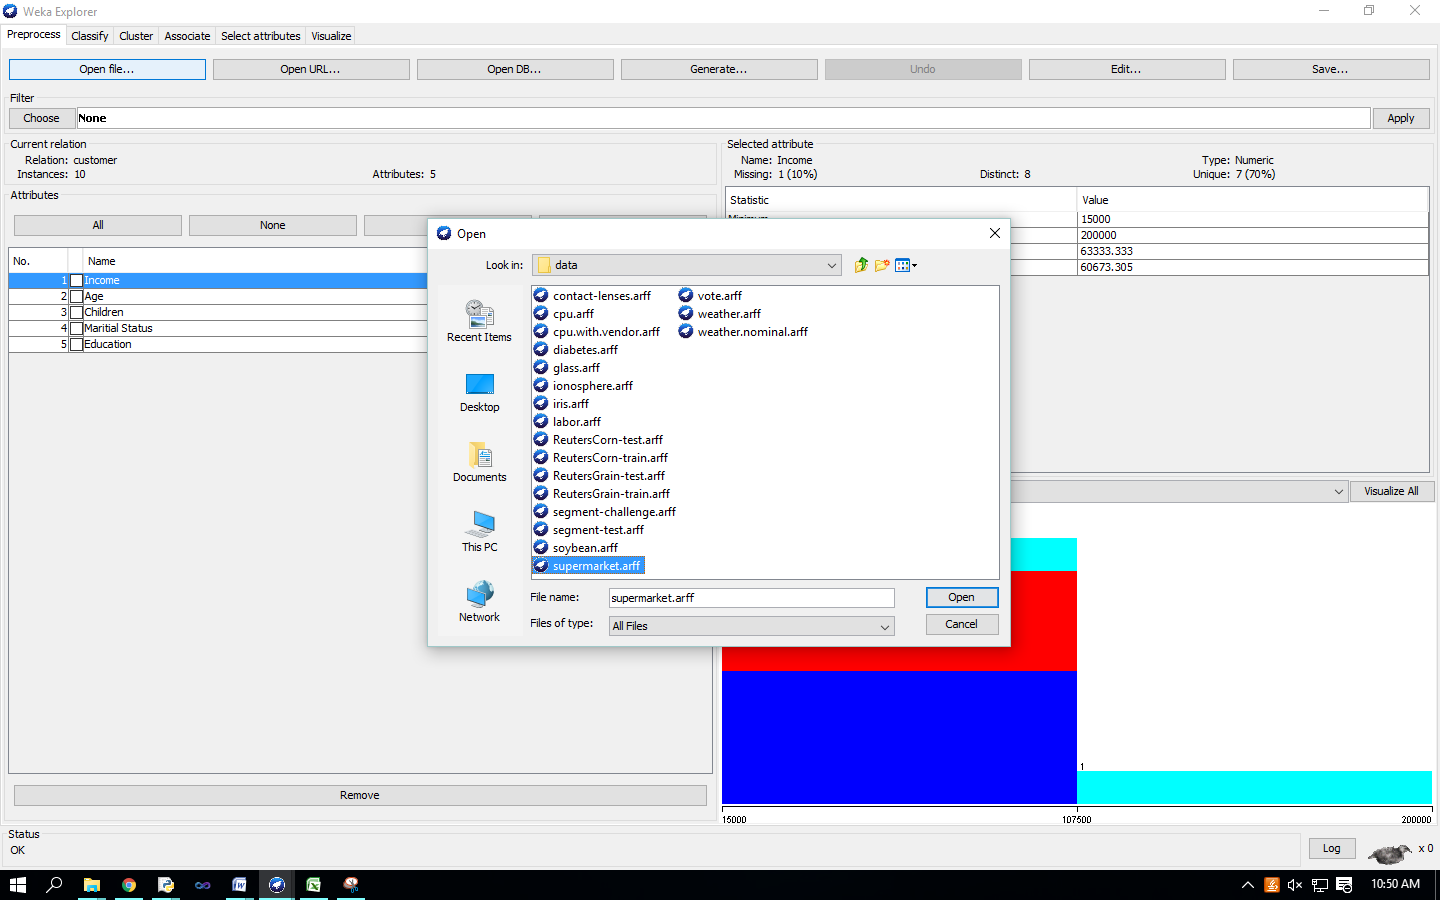 Weka Explorer
Preprocess Classify Cluster Associate Select attributes Visualize
Open file... Open URL... Open DB... Generate... Undo Edit... Save...
Filter
Choose None Apply
Current relation
Relation: customer
Instances: 10 Attributes: 5
Selected attribute
Name: Income Type: Numeric
Missing: 1 (10%) Distinct: 8 Unique: 7 (70%)
Attributes
All None
No. Name
1 Income
2 Age
3 Children
4 Maritial Status
5 Education
Remove
Statistic Value
Minimum 15000
200000
63333.333
60673.305
Visualize All
1
15000 107500 200000
Open
Look in: data
Recent Items
Desktop
Documents
This PC
Network
contact-lenses.arff
cpu.arff
cpu.with.vendor.arff
diabetes.arff
glass.arff
ionosphere.arff
iris.arff
labor.arff
ReutersCorn-test.arff
ReutersCorn-train.arff
ReutersGrain-test.arff
ReutersGrain-train.arff
segment-challenge.arff
segment-test.arff
soybean.arff
supermarket.arff
vote.arff
weather.arff
weather.nominal.arff
File name: supermarket.arff Open
Files of type: All Files Cancel
Status
OK
Log x 0
10:50 AM